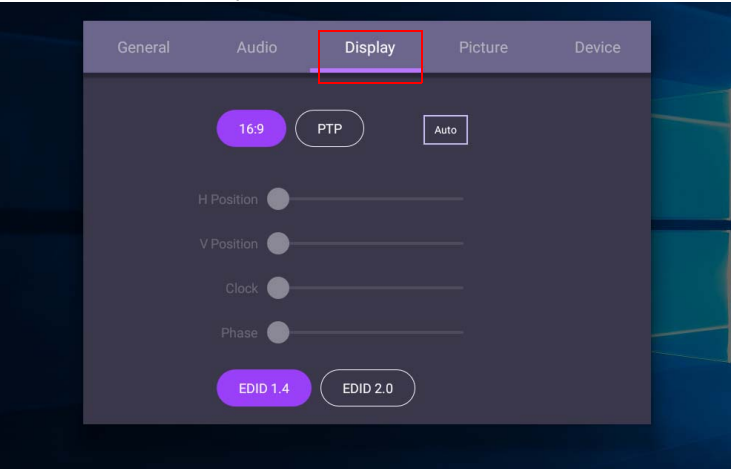 General Audio Display Picture Device
16:9 PTP Auto
H Position
V Position
Clock
Phase
EDID 1.4 EDID 2.0